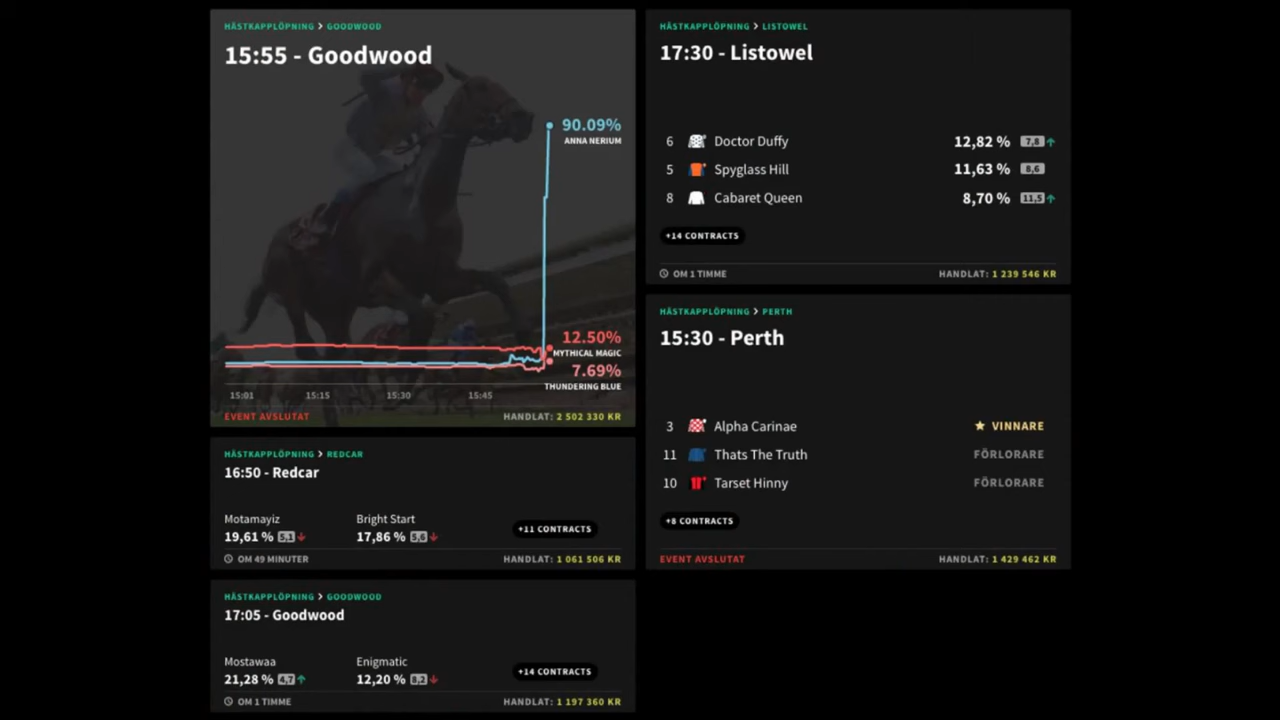 HÄSTKAPPLÖPNING > GOODWOOD
15:55 - Goodwood
90.09%
ANNA NERIUM
12.50%
MYTHICAL MAGIC
7.69%
THUNDERING BLUE
15:01 15:15 15:30 15:45
EVENT AVSLUTAT HANDLAT: 2 502 330 KR
HÄSTKAPPLÖPNING > REDCAR
16:50 - Redcar
Motamayiz Bright Start
19,61 % 5,1 17,86 % 5,6 +11 CONTRACTS
OM 49 MINUTER HANDLAT: 1 061 506 KR
HÄSTKAPPLÖPNING > GOODWOOD
17:05 - Goodwood
Mostawaa Enigmatic
21,28 % 4,7 12,20 % 8,2 +14 CONTRACTS
OM 1 TIMME HANDLAT: 1 197 360 KR
HÄSTKAPPLÖPNING > LISTOWEL
17:30 - Listowel
6 Doctor Duffy 12,82 % 7,8
5 Spyglass Hill 11,63 % 8,6
8 Cabaret Queen 8,70 % 11,5
+14 CONTRACTS
OM 1 TIMME HANDLAT: 1 239 546 KR
HÄSTKAPPLÖPNING > PERTH
15:30 - Perth
3 Alpha Carinae VINNARE
11 Thats The Truth FÖRLORARE
10 Tarset Hinny FÖRLORARE
+8 CONTRACTS
EVENT AVSLUTAT HANDLAT: 1 429 462 KR